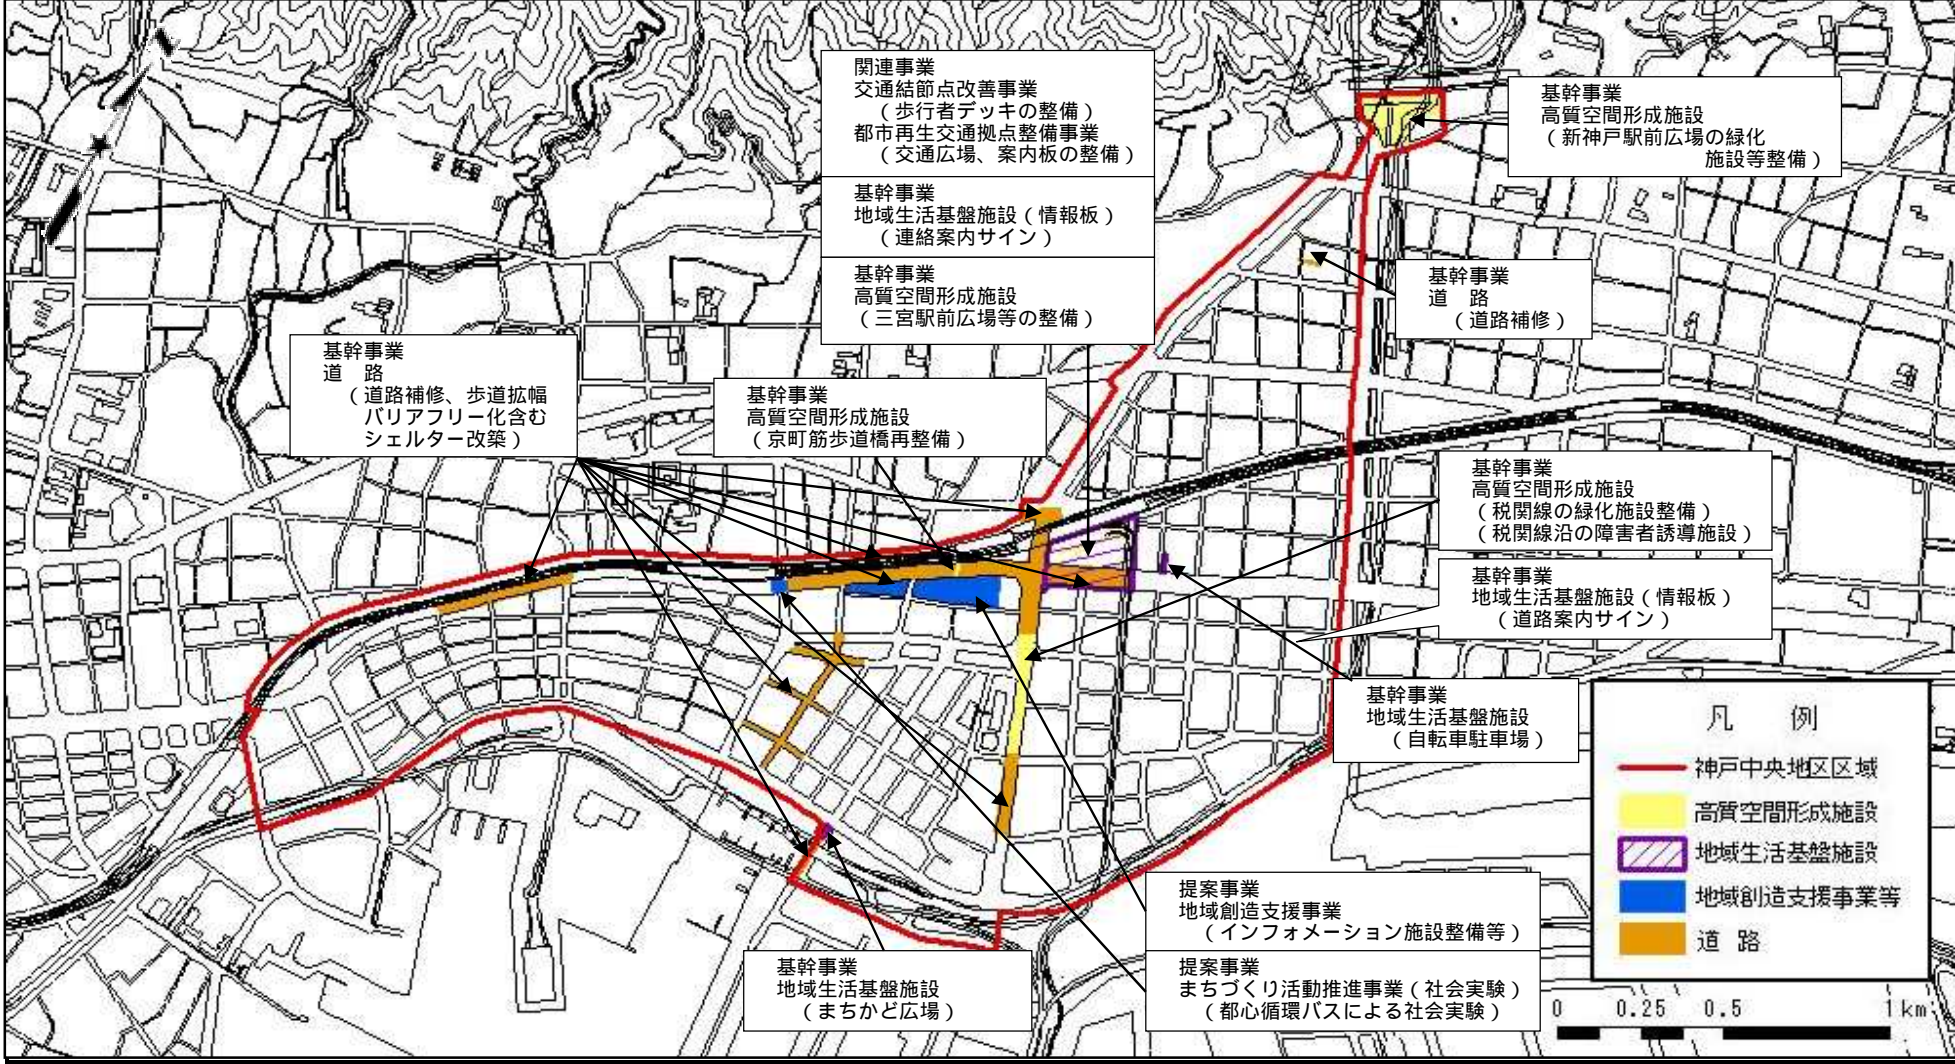 関連事業
交通結節点改善事業
(歩行者デッキの整備)
都市再生交通拠点整備事業
(交通広場、案内板の整備)
基幹事業
地域生活基盤施設(情報板)
(連絡案内サイン)
基幹事業
高質空間形成施設
(三宮駅前広場等の整備)
基幹事業
高質空間形成施設
(新神戸駅前広場の緑化
施設等整備)
基幹事業
道 路
(道路補修)
基幹事業
道 路
(道路補修、歩道拡幅
バリアフリー化含む
シェルター改築)
基幹事業
高質空間形成施設
(京町筋歩道橋再整備)
基幹事業
高質空間形成施設
(税関線の緑化施設整備)
(税関線沿の障害者誘導施設)
基幹事業
地域生活基盤施設(情報板)
(道路案内サイン)
基幹事業
地域生活基盤施設
(自転車駐車場)
凡 例
神戸中央地区区域
高質空間形成施設
地域生活基盤施設
地域創造支援事業等
道 路
提案事業
地域創造支援事業
(インフォメーション施設整備等)
提案事業
まちづくり活動推進事業(社会実験)
(都心循環バスによる社会実験)
基幹事業
地域生活基盤施設
(まちかど広場)
0 0.25 0.5 1km